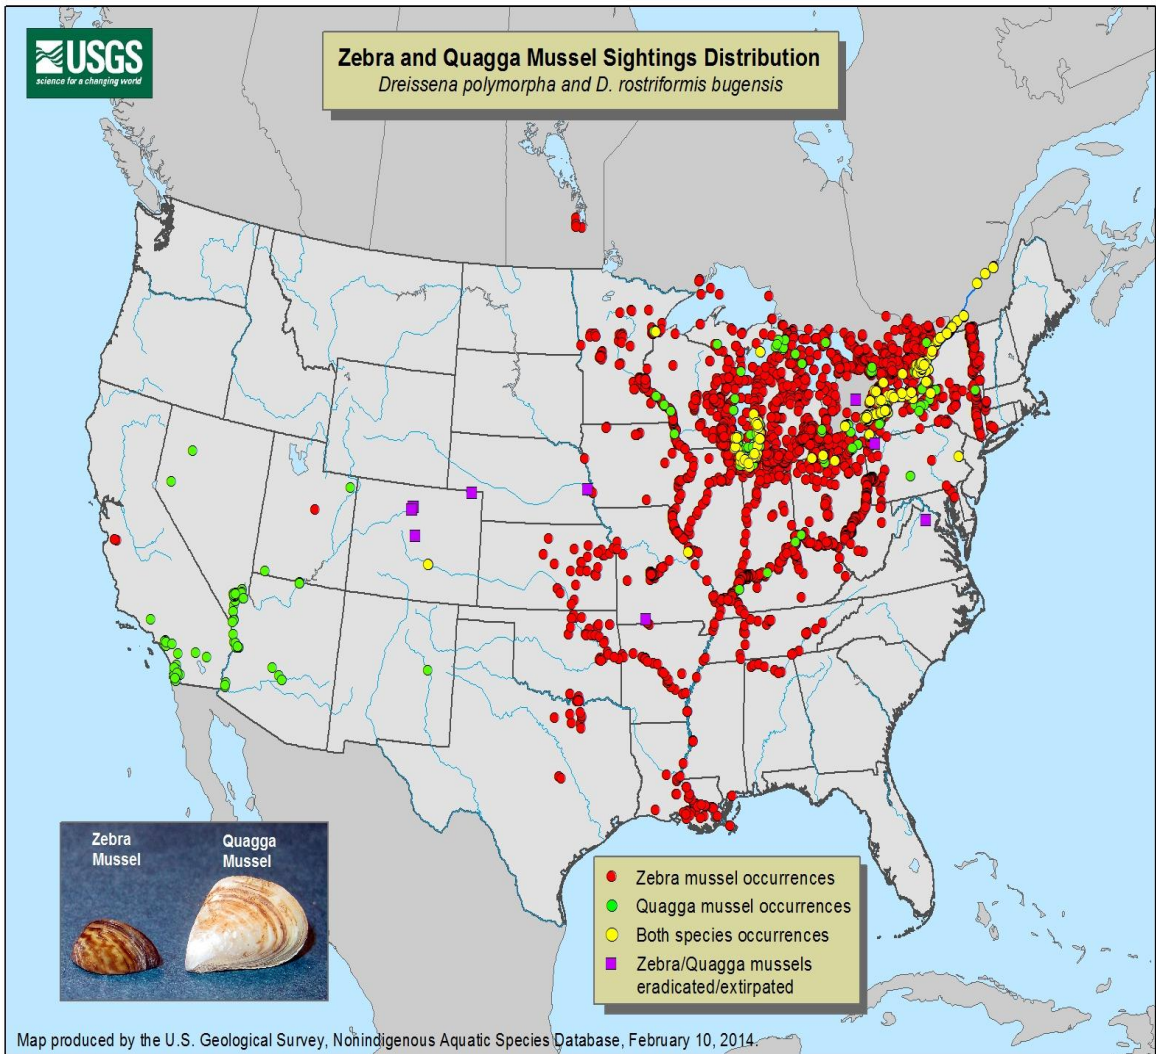 USGS
science for a changing world
Zebra and Quagga Mussel Sightings Distribution
Dreissena polymorpha and D. rostriformis bugensis
Zebra
Mussel
Quagga
Mussel
Zebra mussel occurrences
Quagga mussel occurrences
Both species occurrences
Zebra/Quagga mussels
eradicated/extirpated
Map produced by the U.S. Geological Survey, Nonindigenous Aquatic Species Database, February 10, 2014.